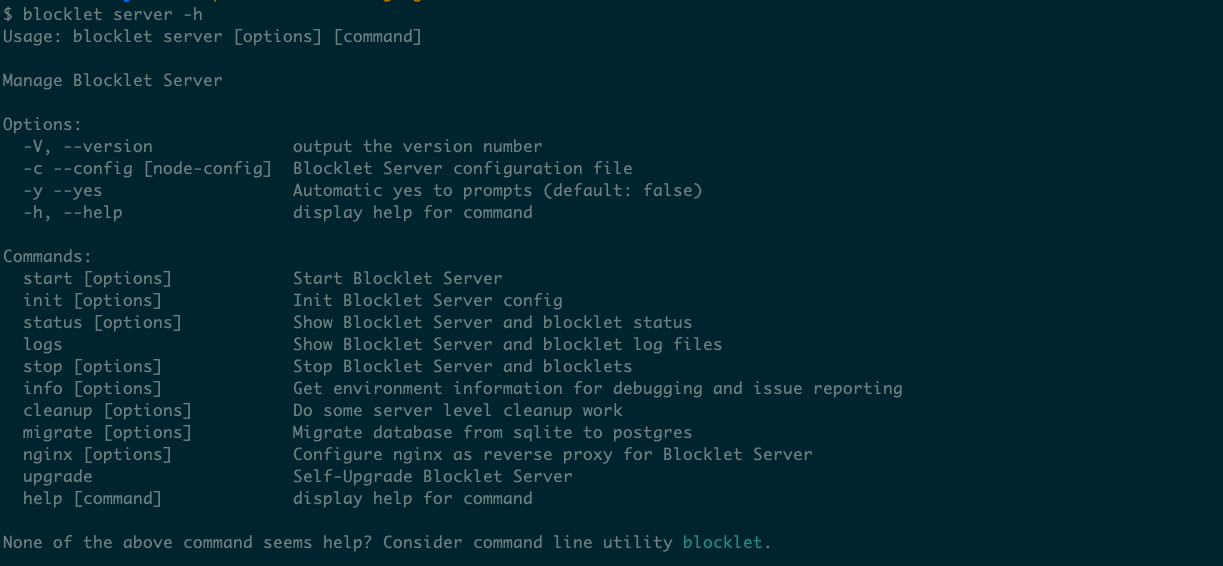 $ blocklet server -h
Usage: blocklet server [options] [command]
Manage Blocklet Server
Options:
-V, --version output the version number
-c --config [node-config] Blocklet Server configuration file
-y --yes Automatic yes to prompts (default: false)
-h, --help display help for command
Commands:
start [options] Start Blocklet Server
init [options] Init Blocklet Server config
status [options] Show Blocklet Server and blocklet status
logs Show Blocklet Server and blocklet log files
stop [options] Stop Blocklet Server and blocklets
info [options] Get environment information for debugging and issue reporting
cleanup [options] Do some server level cleanup work
migrate [options] Migrate database from sqlite to postgres
nginx [options] Configure nginx as reverse proxy for Blocklet Server
upgrade Self-Upgrade Blocklet Server
help [command] display help for command
None of the above command seems help? Consider command line utility blocklet.